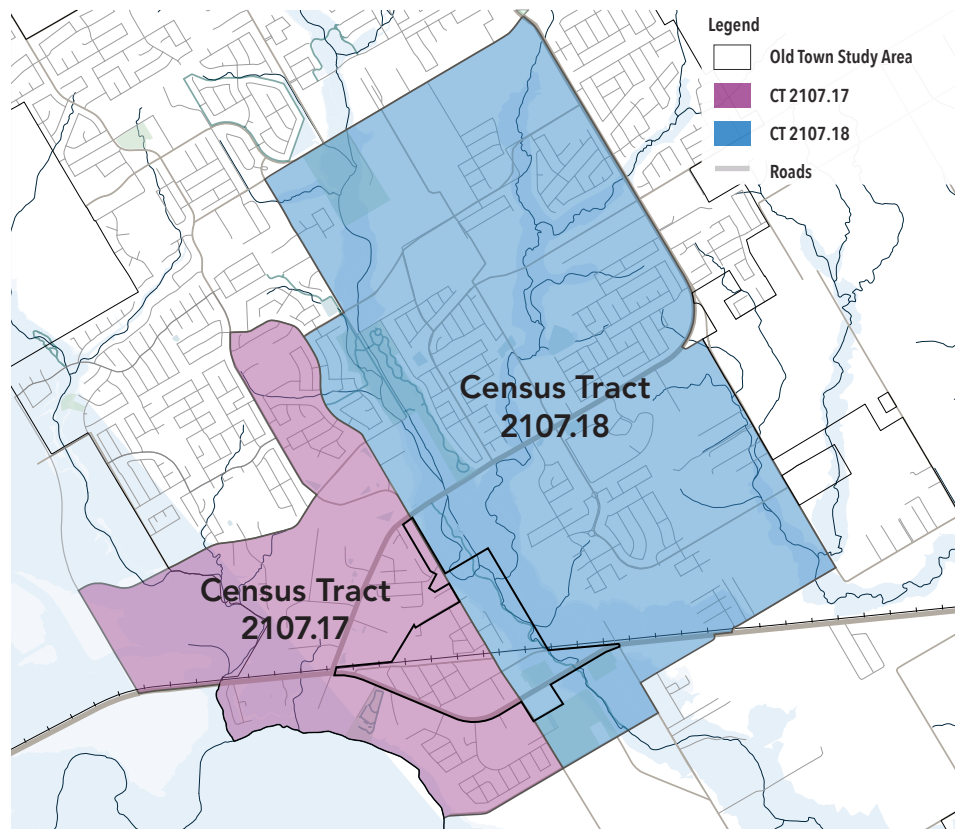 Legend
Old Town Study Area
CT 2107.17
CT 2107.18
Roads
Census Tract
2107.18
Census Tract
2107.17